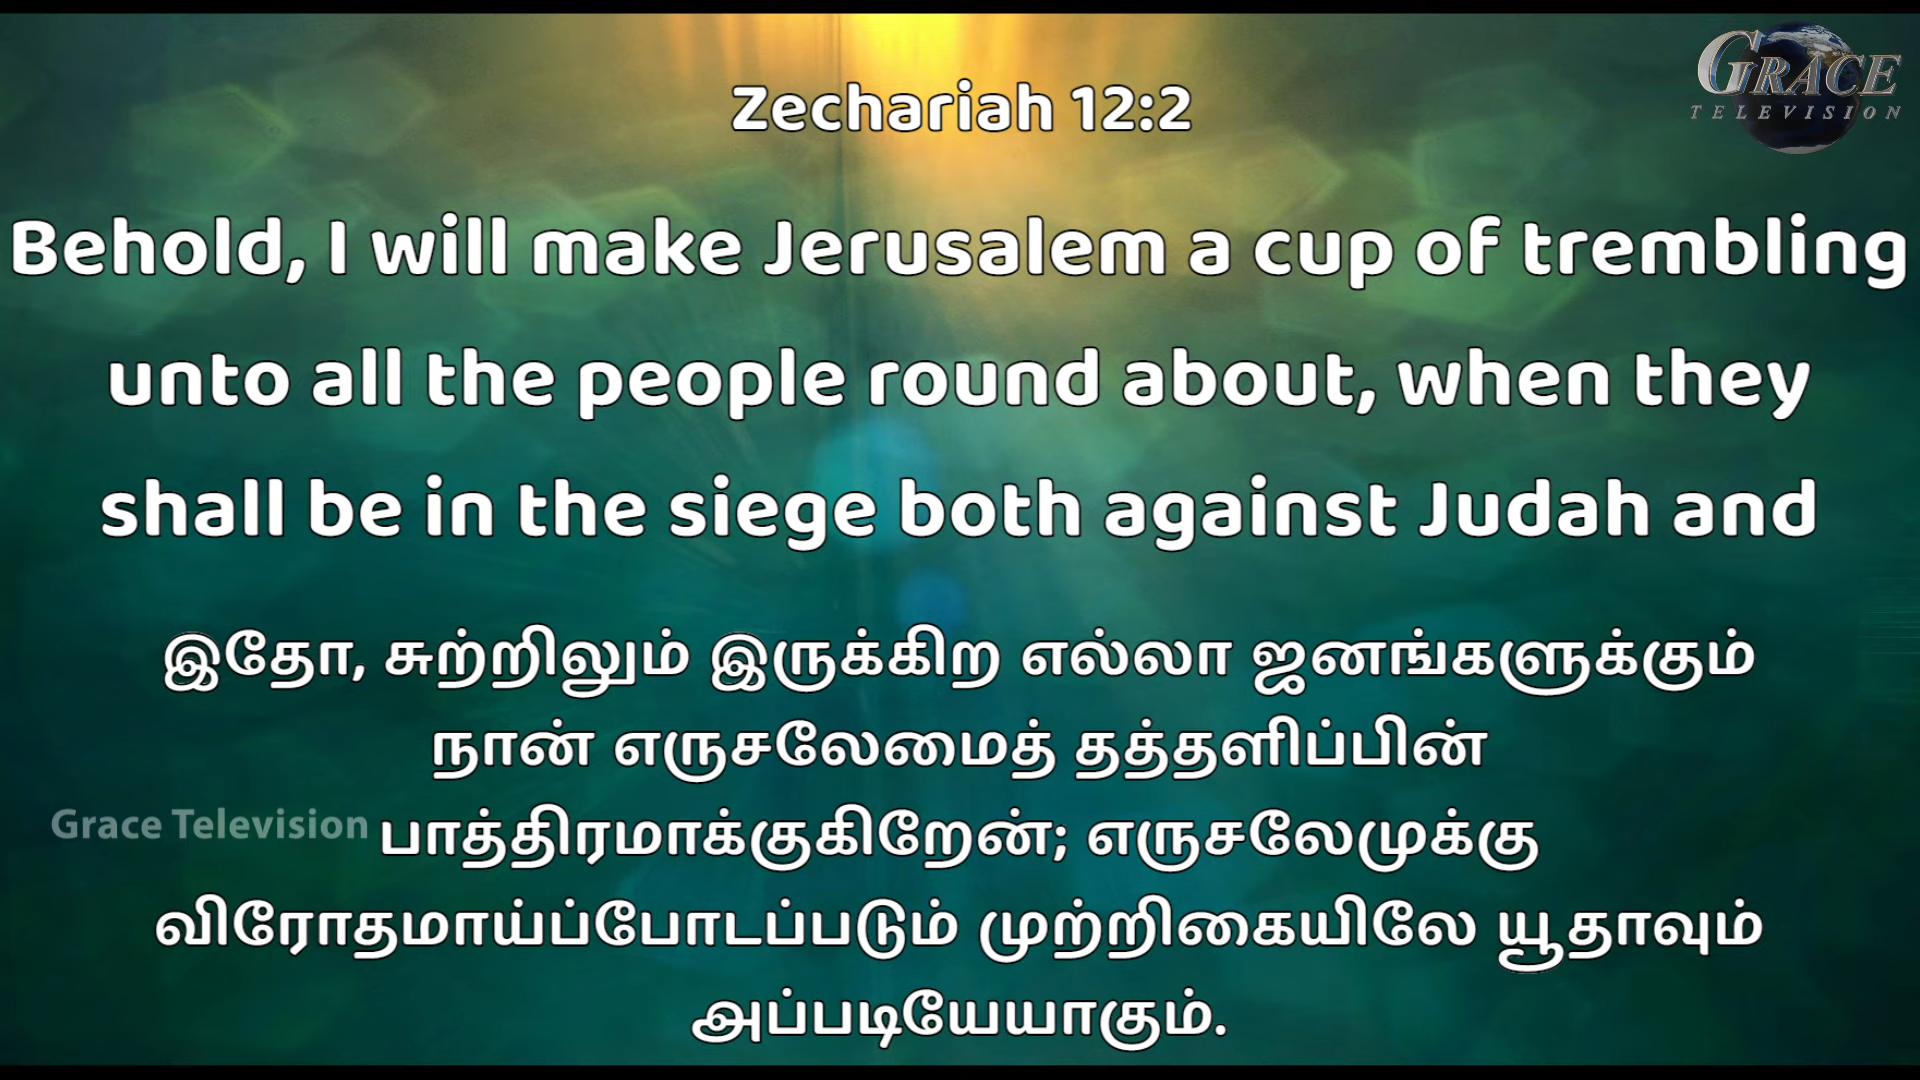 GRACE
TELEVISION
Zechariah 12:2
Behold, I will make Jerusalem a cup of trembling
unto all the people round about, when they
shall be in the siege both against Judah and
இதோ, சுற்றிலும் இருக்கிற எல்லா ஜனங்களுக்கும்
நான் எருசலேமைத் தத்தளிப்பின்
Grace Television
பாத்திரமாக்குகிறேன்; எருசலேமுக்கு
விரோதமாய்ப்போடப்படும் முற்றிகையிலே யூதாவும்
அப்படியேயாகும்.